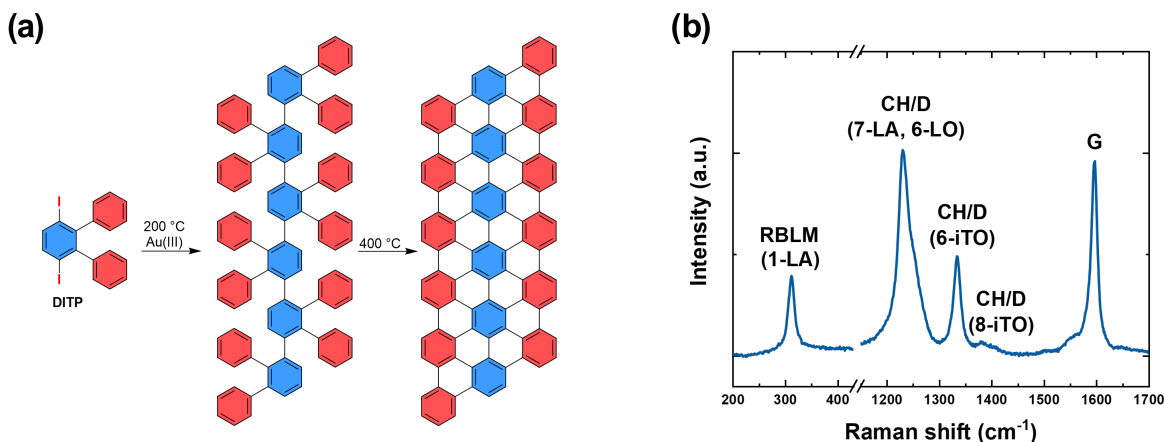 (a)
I
I
DITP
200 °C
Au(III)
400 °C
(b)
Intensity (a.u.)
RBLM
(1-LA)
CH/D
(7-LA, 6-LO)
CH/D
(6-iTO)
CH/D
(8-iTO)
G
200 300 400 1200 1300 1400 1500 1600 1700
Raman shift (cm⁻¹)